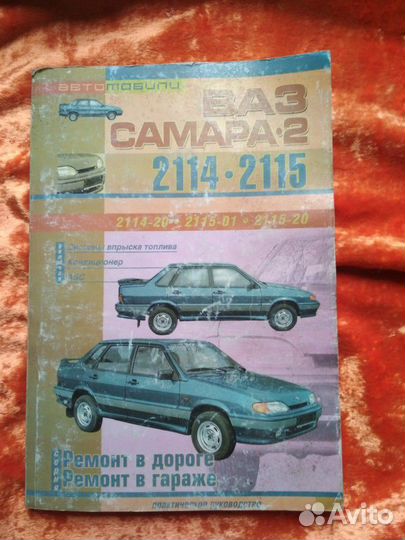 автомобили
ВАЗ
САМАРА·2
2114 · 2115
2114-20 • 2115-01 • 2115-20
Системы впрыска топлива
Кондиционер
Ремонт в дороге
Ремонт в гараже
ПРАКТИЧЕСКОЕ РУКОВОДСТВО
Avito